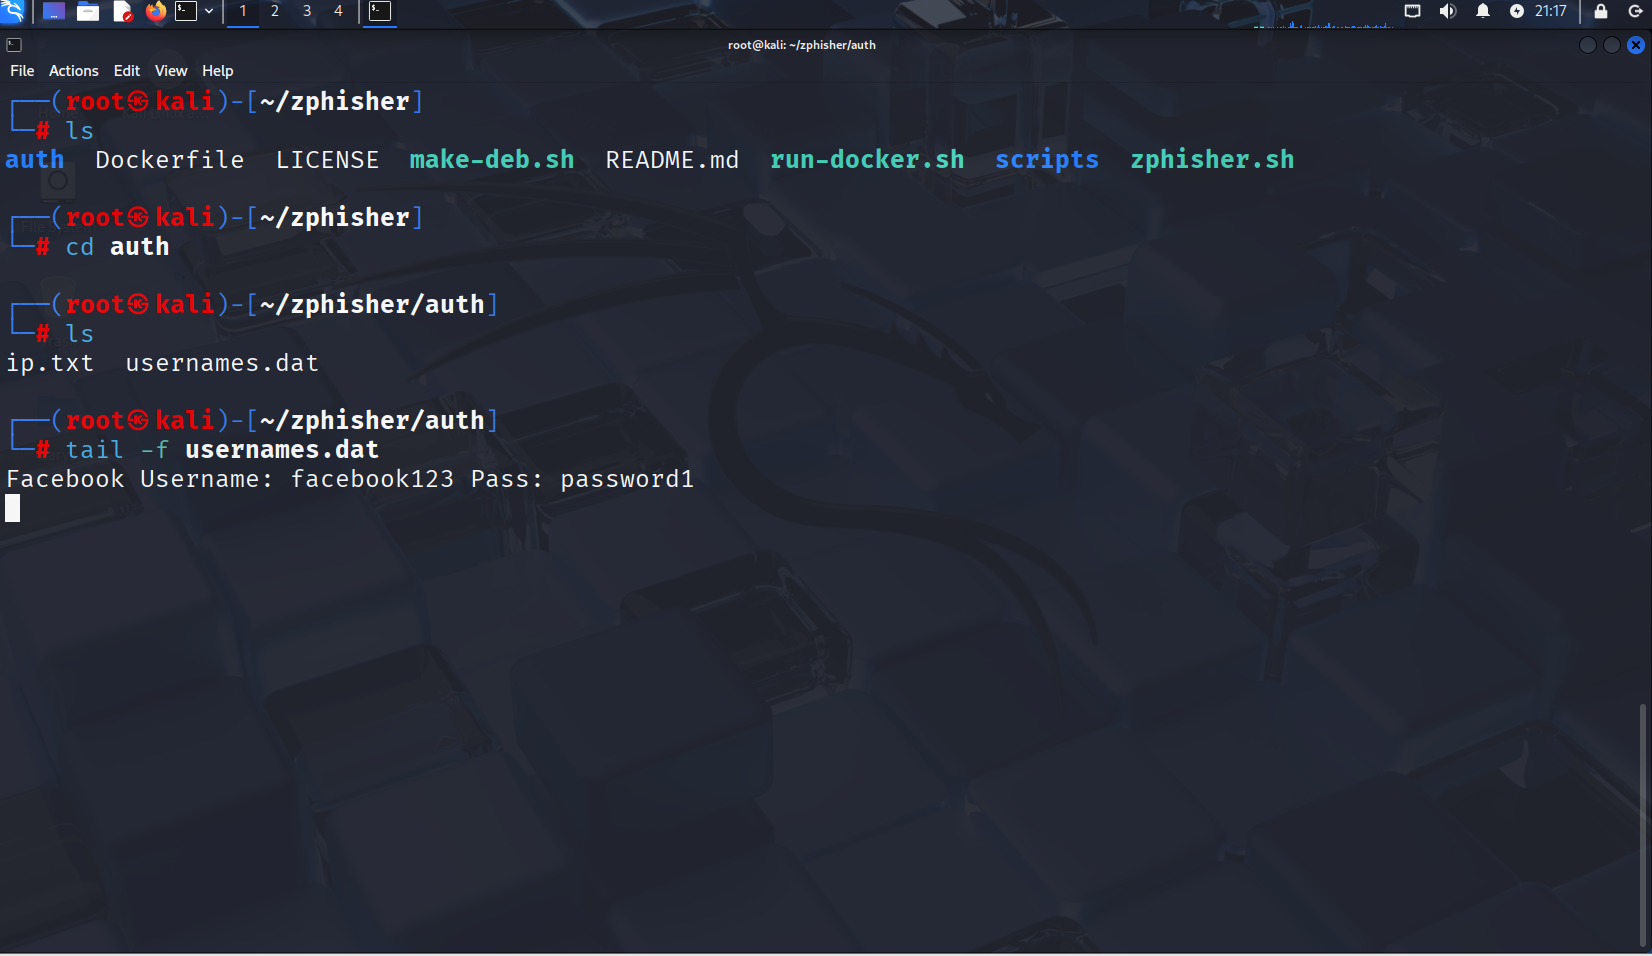 1 2 3 4 21:17
root@kali: ~/zphisher/auth
File Actions Edit View Help
┌──(root㉿kali)-[~/zphisher]
└─# ls
auth Dockerfile LICENSE make-deb.sh README.md run-docker.sh scripts zphisher.sh
┌──(root㉿kali)-[~/zphisher]
└─# cd auth
┌──(root㉿kali)-[~/zphisher/auth]
└─# ls
ip.txt usernames.dat
┌──(root㉿kali)-[~/zphisher/auth]
└─# tail -f usernames.dat
Facebook Username: facebook123 Pass: password1